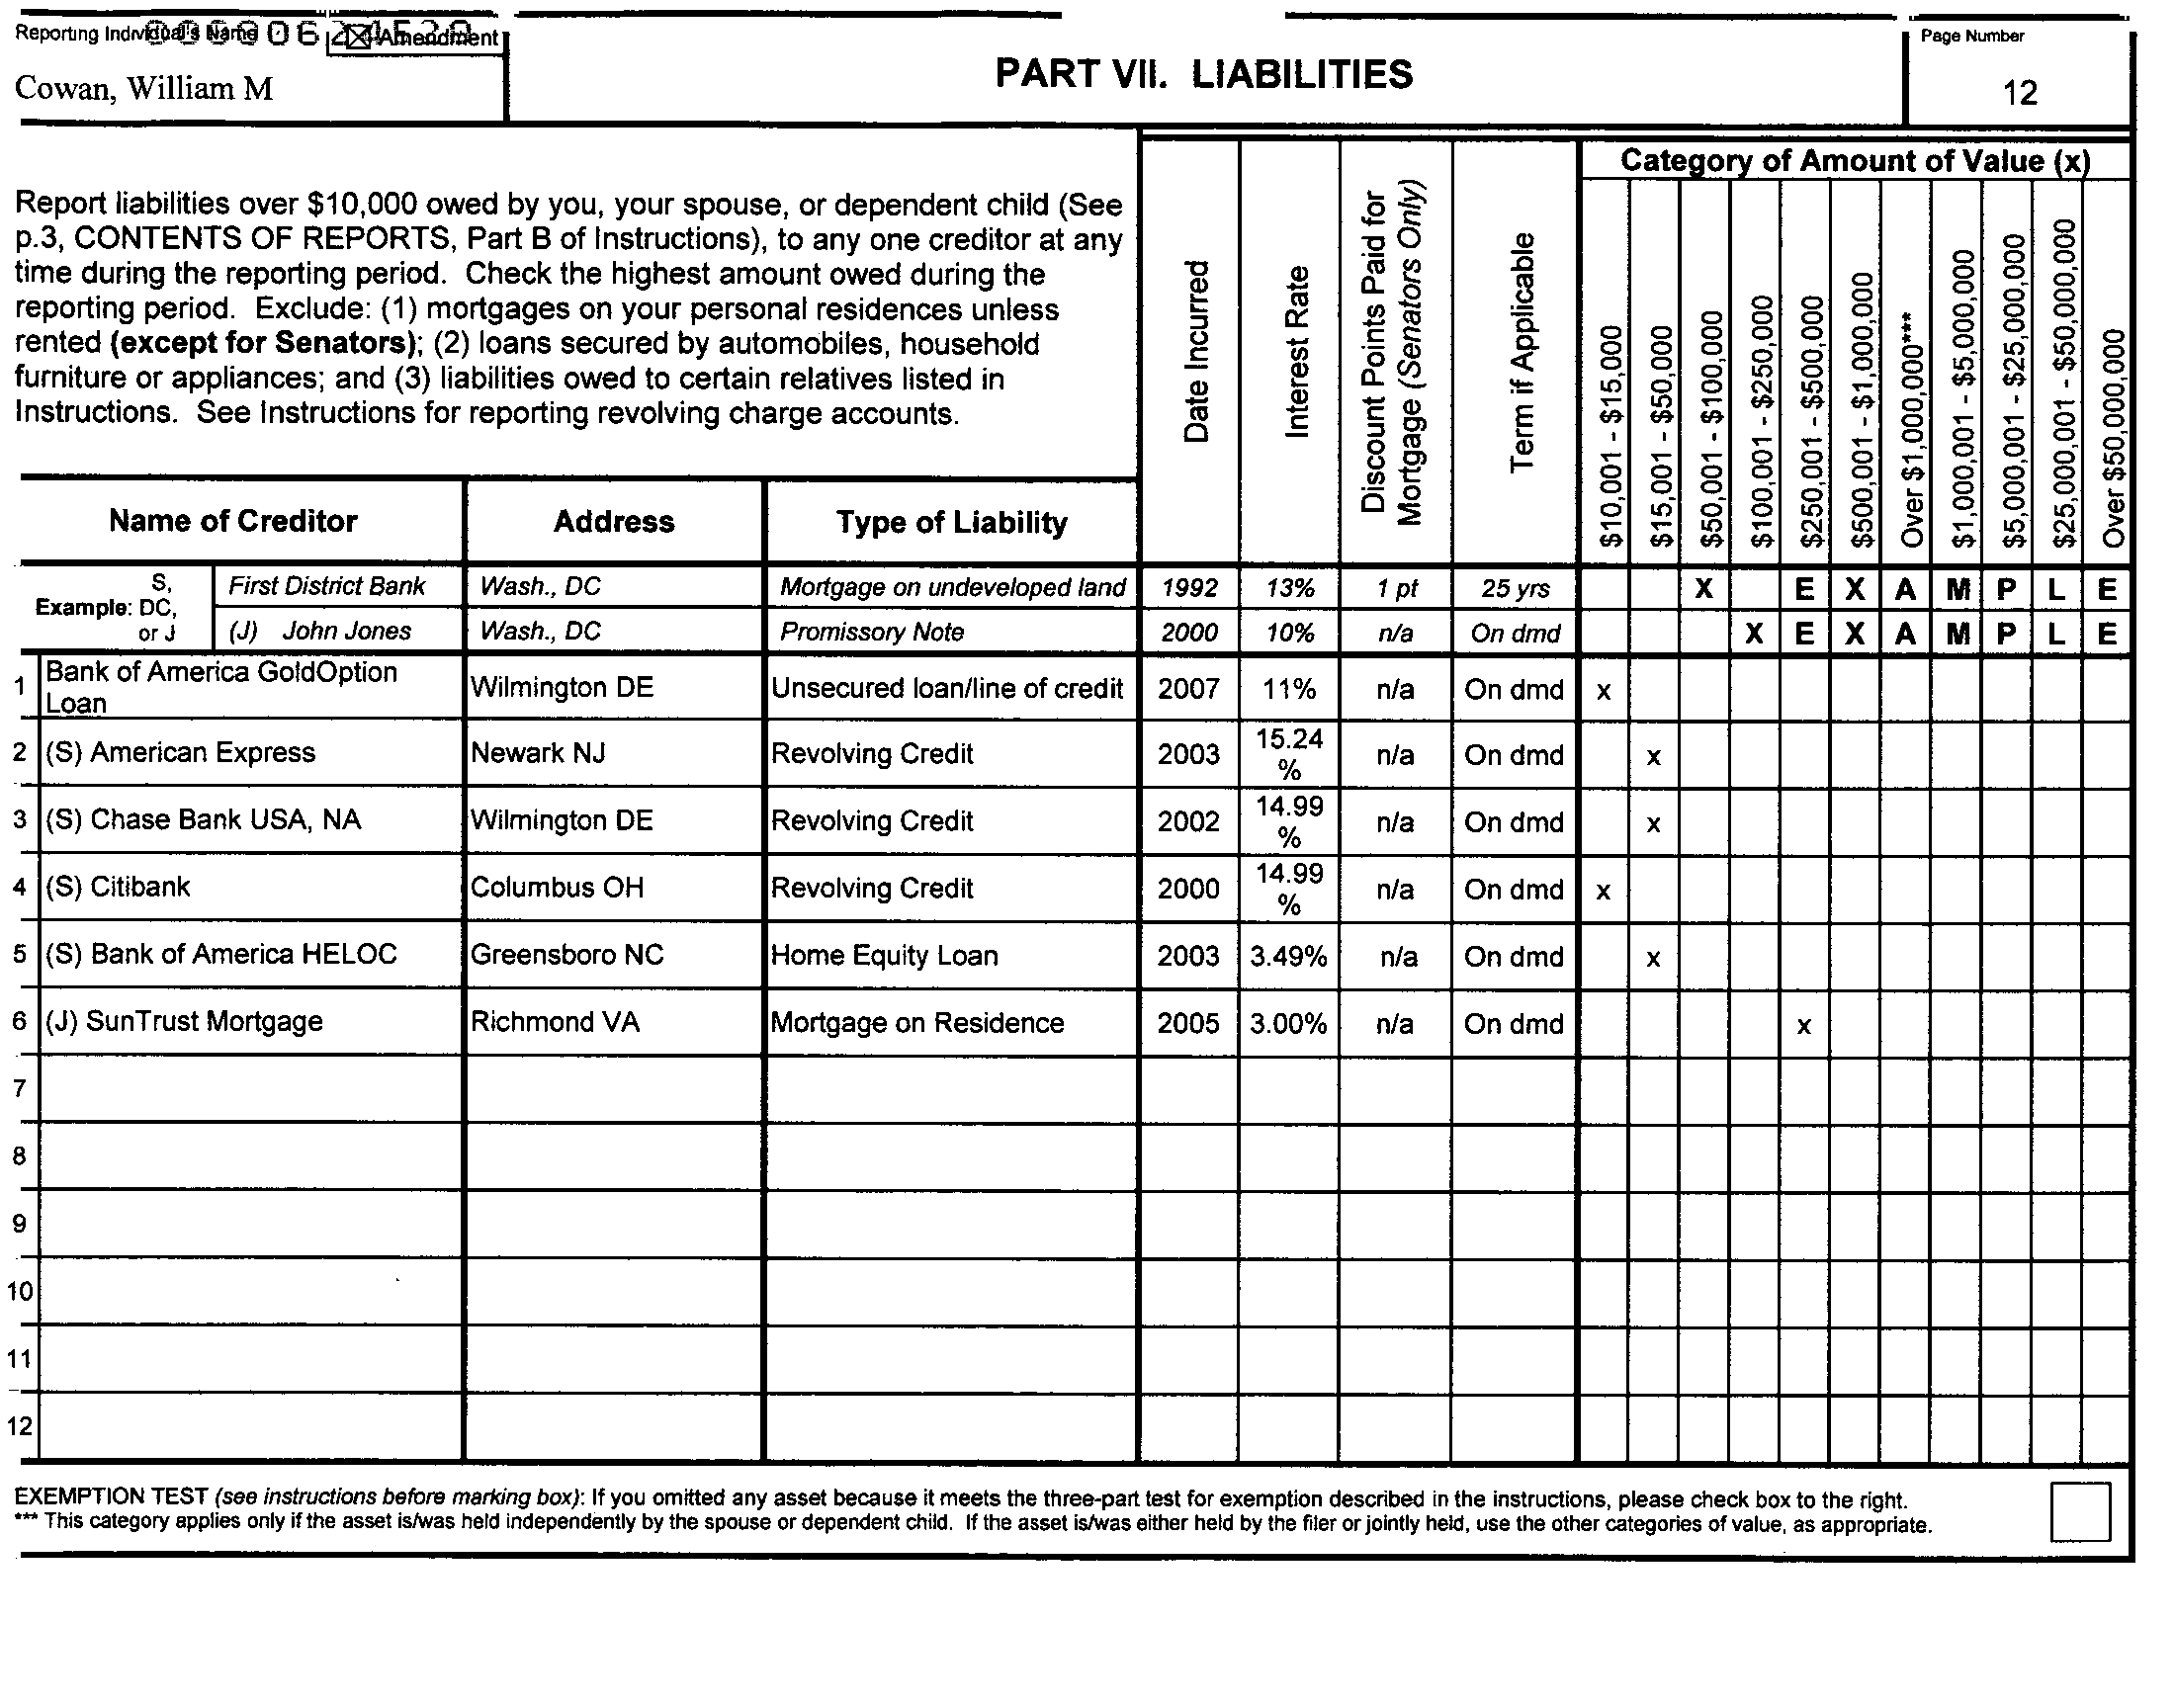 Reporting Individual's Name
Amendment
Cowan, William M
PART VII. LIABILITIES
Page Number
12
Report liabilities over $10,000 owed by you, your spouse, or dependent child (See
p.3, CONTENTS OF REPORTS, Part B of Instructions), to any one creditor at any
time during the reporting period. Check the highest amount owed during the
reporting period. Exclude: (1) mortgages on your personal residences unless
rented (except for Senators); (2) loans secured by automobiles, household
furniture or appliances; and (3) liabilities owed to certain relatives listed in
Instructions. See Instructions for reporting revolving charge accounts.
Date Incurred
Interest Rate
Discount Points Paid for
Mortgage (Senators Only)
Term if Applicable
Category of Amount of Value (x)
$10,001 - $15,000
$15,001 - $50,000
$50,001 - $100,000
$100,001 - $250,000
$250,001 - $500,000
$500,001 - $1,000,000
Over $1,000,000***
$1,000,001 - $5,000,000
$5,000,001 - $25,000,000
$25,000,001 - $50,000,000
Over $50,000,000
Name of Creditor Address Type of Liability
Example: S, DC, or J
First District Bank Wash., DC Mortgage on undeveloped land 1992 13% 1 pt 25 yrs X E X A M P L E
(J) John Jones Wash., DC Promissory Note 2000 10% n/a On dmd X E X A M P L E
1 Bank of America GoldOption Loan Wilmington DE Unsecured loan/line of credit 2007 11% n/a On dmd x
2 (S) American Express Newark NJ Revolving Credit 2003 15.24 % n/a On dmd x
3 (S) Chase Bank USA, NA Wilmington DE Revolving Credit 2002 14.99 % n/a On dmd x
4 (S) Citibank Columbus OH Revolving Credit 2000 14.99 % n/a On dmd x
5 (S) Bank of America HELOC Greensboro NC Home Equity Loan 2003 3.49% n/a On dmd x
6 (J) SunTrust Mortgage Richmond VA Mortgage on Residence 2005 3.00% n/a On dmd x
7
8
9
10
11
12
EXEMPTION TEST (see instructions before marking box): If you omitted any asset because it meets the three-part test for exemption described in the instructions, please check box to the right.
*** This category applies only if the asset is/was held independently by the spouse or dependent child. If the asset is/was either held by the filer or jointly held, use the other categories of value, as appropriate.